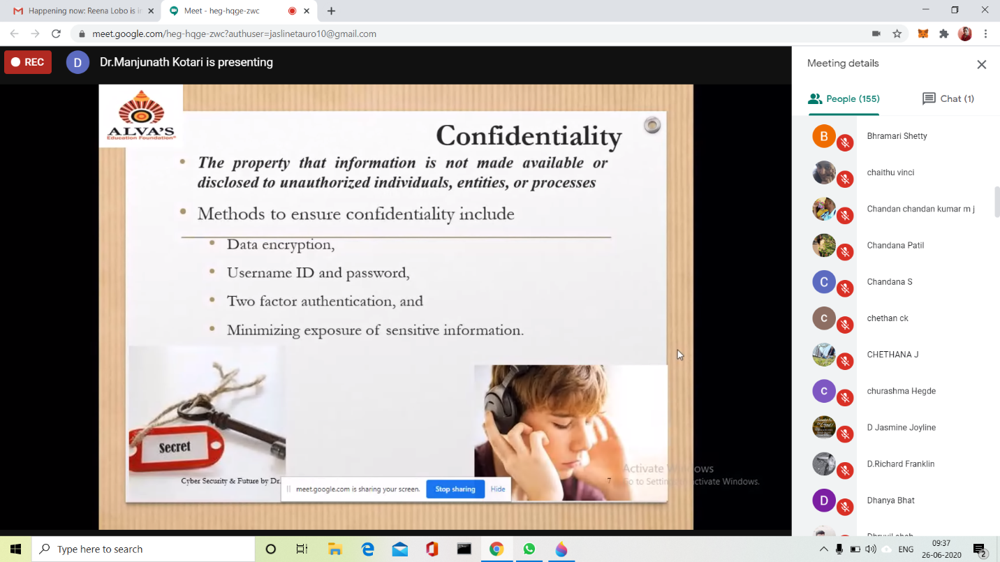 Happening now: Reena Lobo is i
Meet - heg-hqge-zwc
meet.google.com/heg-hqge-zwc?authuser=jaslinetauro10@gmail.com
REC
D
Dr.Manjunath Kotari is presenting
ALVA'S
Education Foundation®
Confidentiality
• The property that information is not made available or
disclosed to unauthorized individuals, entities, or processes
• Methods to ensure confidentiality include
• Data encryption,
• Username ID and password,
• Two factor authentication, and
• Minimizing exposure of sensitive information.
Secret
Cyber Security & Future by Dr.
7
meet.google.com is sharing your screen.
Stop sharing
Hide
Activate Windows
Go to Settings to activate Windows.
Meeting details
People (155)
Chat (1)
B
Bhramari Shetty
chaithu vinci
Chandan chandan kumar m j
Chandana Patil
C
Chandana S
c
chethan ck
CHETHANA J
c
churashma Hegde
D Jasmine Joyline
D.Richard Franklin
D
Dhanya Bhat
Type here to search
ENG
09:37
26-06-2020
2